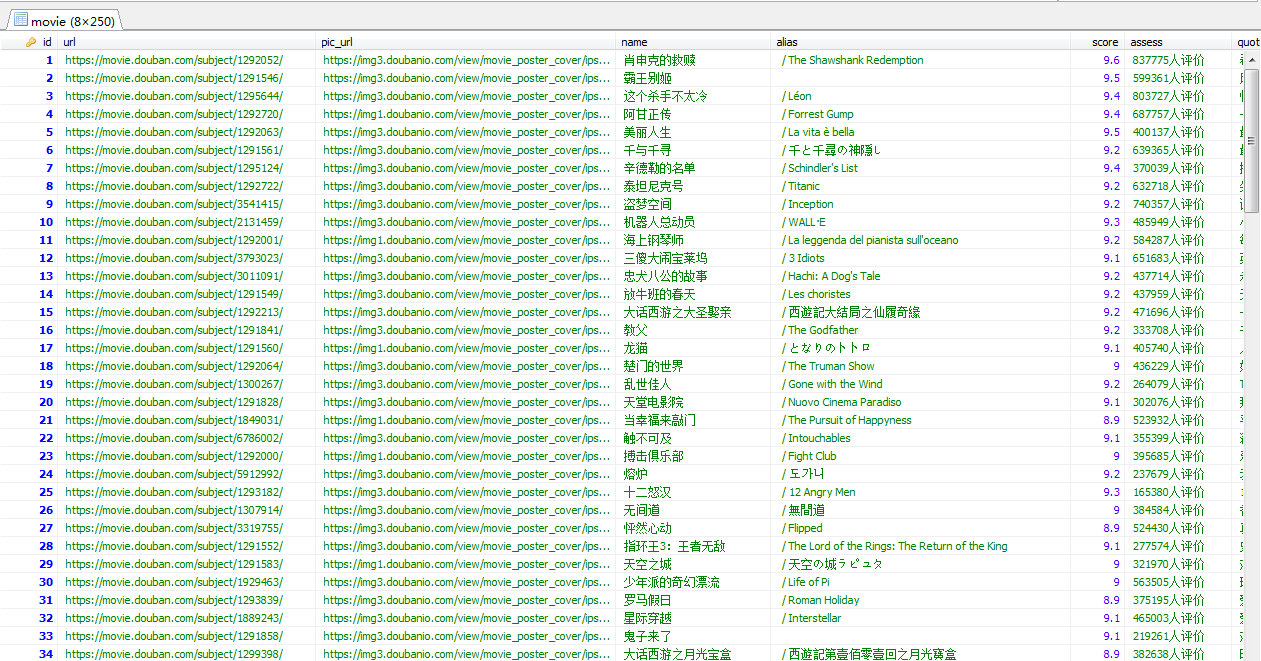 movie (8×250)
id url pic_url name alias score assess quot
1 https://movie.douban.com/subject/1292052/ https://img3.doubanio.com/view/movie_poster_cover/ips... 肖申克的救赎 / The Shawshank Redemption 9.6 837775人评价
2 https://movie.douban.com/subject/1291546/ https://img3.doubanio.com/view/movie_poster_cover/ips... 霸王别姬 9.5 599361人评价
3 https://movie.douban.com/subject/1295644/ https://img3.doubanio.com/view/movie_poster_cover/ips... 这个杀手不太冷 / Léon 9.4 803727人评价
4 https://movie.douban.com/subject/1292720/ https://img1.doubanio.com/view/movie_poster_cover/ips... 阿甘正传 / Forrest Gump 9.4 687757人评价
5 https://movie.douban.com/subject/1292063/ https://img3.doubanio.com/view/movie_poster_cover/ips... 美丽人生 / La vita è bella 9.5 400137人评价
6 https://movie.douban.com/subject/1291561/ https://img3.doubanio.com/view/movie_poster_cover/ips... 千与千寻 / 千と千尋の神隠し 9.2 639365人评价
7 https://movie.douban.com/subject/1295124/ https://img3.doubanio.com/view/movie_poster_cover/ips... 辛德勒的名单 / Schindler's List 9.4 370039人评价
8 https://movie.douban.com/subject/1292722/ https://img3.doubanio.com/view/movie_poster_cover/ips... 泰坦尼克号 / Titanic 9.2 632718人评价
9 https://movie.douban.com/subject/3541415/ https://img3.doubanio.com/view/movie_poster_cover/ips... 盗梦空间 / Inception 9.2 740357人评价
10 https://movie.douban.com/subject/2131459/ https://img3.doubanio.com/view/movie_poster_cover/ips... 机器人总动员 / WALL·E 9.3 485949人评价
11 https://movie.douban.com/subject/1292001/ https://img1.doubanio.com/view/movie_poster_cover/ips... 海上钢琴师 / La leggenda del pianista sull'oceano 9.2 584287人评价
12 https://movie.douban.com/subject/3793023/ https://img3.doubanio.com/view/movie_poster_cover/ips... 三傻大闹宝莱坞 / 3 Idiots 9.1 651683人评价
13 https://movie.douban.com/subject/3011091/ https://img3.doubanio.com/view/movie_poster_cover/ips... 忠犬八公的故事 / Hachi: A Dog's Tale 9.2 437714人评价
14 https://movie.douban.com/subject/1291549/ https://img3.doubanio.com/view/movie_poster_cover/ips... 放牛班的春天 / Les choristes 9.2 437959人评价
15 https://movie.douban.com/subject/1292213/ https://img3.doubanio.com/view/movie_poster_cover/ips... 大话西游之大圣娶亲 / 西遊記大结局之仙履奇緣 9.2 471696人评价
16 https://movie.douban.com/subject/1291841/ https://img3.doubanio.com/view/movie_poster_cover/ips... 教父 / The Godfather 9.2 333708人评价
17 https://movie.douban.com/subject/1291560/ https://img1.doubanio.com/view/movie_poster_cover/ips... 龙猫 / となりのトトロ 9.1 405740人评价
18 https://movie.douban.com/subject/1292064/ https://img3.doubanio.com/view/movie_poster_cover/ips... 楚门的世界 / The Truman Show 9 436229人评价
19 https://movie.douban.com/subject/1300267/ https://img3.doubanio.com/view/movie_poster_cover/ips... 乱世佳人 / Gone with the Wind 9.2 264079人评价
20 https://movie.douban.com/subject/1291828/ https://img3.doubanio.com/view/movie_poster_cover/ips... 天堂电影院 / Nuovo Cinema Paradiso 9.1 302076人评价
21 https://movie.douban.com/subject/1849031/ https://img1.doubanio.com/view/movie_poster_cover/ips... 当幸福来敲门 / The Pursuit of Happyness 8.9 523932人评价
22 https://movie.douban.com/subject/6786002/ https://img1.doubanio.com/view/movie_poster_cover/ips... 触不可及 / Intouchables 9.1 355399人评价
23 https://movie.douban.com/subject/1292000/ https://img1.doubanio.com/view/movie_poster_cover/ips... 搏击俱乐部 / Fight Club 9 395685人评价
24 https://movie.douban.com/subject/5912992/ https://img3.doubanio.com/view/movie_poster_cover/ips... 熔炉 / 도가니 9.2 237679人评价
25 https://movie.douban.com/subject/1293182/ https://img1.doubanio.com/view/movie_poster_cover/ips... 十二怒汉 / 12 Angry Men 9.3 165380人评价
26 https://movie.douban.com/subject/1307914/ https://img3.doubanio.com/view/movie_poster_cover/ips... 无间道 / 無間道 9 384584人评价
27 https://movie.douban.com/subject/3319755/ https://img3.doubanio.com/view/movie_poster_cover/ips... 怦然心动 / Flipped 8.9 524430人评价
28 https://movie.douban.com/subject/1291552/ https://img3.doubanio.com/view/movie_poster_cover/ips... 指环王3：王者无敌 / The Lord of the Rings: The Return of the King 9.1 277574人评价
29 https://movie.douban.com/subject/1291583/ https://img1.doubanio.com/view/movie_poster_cover/ips... 天空之城 / 天空の城ラピュタ 9 321970人评价
30 https://movie.douban.com/subject/1929463/ https://img3.doubanio.com/view/movie_poster_cover/ips... 少年派的奇幻漂流 / Life of Pi 9 563505人评价
31 https://movie.douban.com/subject/1293839/ https://img3.doubanio.com/view/movie_poster_cover/ips... 罗马假日 / Roman Holiday 8.9 375195人评价
32 https://movie.douban.com/subject/1889243/ https://img3.doubanio.com/view/movie_poster_cover/ips... 星际穿越 / Interstellar 9.1 465003人评价
33 https://movie.douban.com/subject/1291858/ https://img3.doubanio.com/view/movie_poster_cover/ips... 鬼子来了 9.1 219261人评价
34 https://movie.douban.com/subject/1299398/ https://img3.doubanio.com/view/movie_poster_cover/ips... 大话西游之月光宝盒 / 西遊記第壹佰零壹回之月光寶盒 8.9 382638人评价